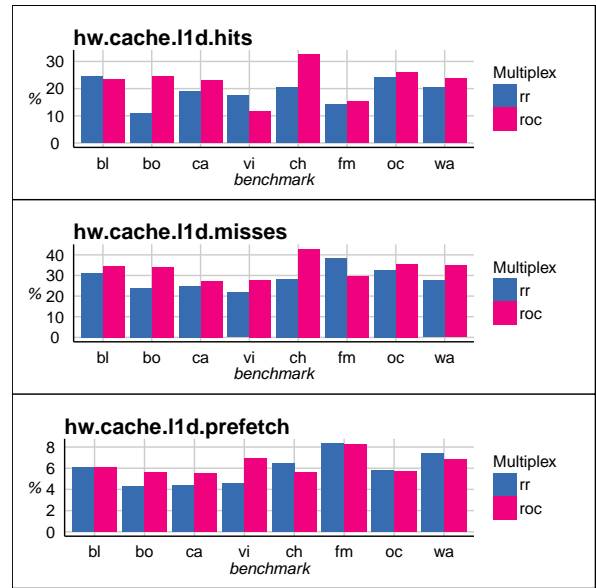 hw.cache.l1d.hits
30
20
10
0
%
bl bo ca vi ch fm oc wa
benchmark
Multiplex
rr
roc
hw.cache.l1d.misses
40
30
20
10
0
%
bl bo ca vi ch fm oc wa
benchmark
Multiplex
rr
roc
hw.cache.l1d.prefetch
8
6
4
2
0
%
bl bo ca vi ch fm oc wa
benchmark
Multiplex
rr
roc